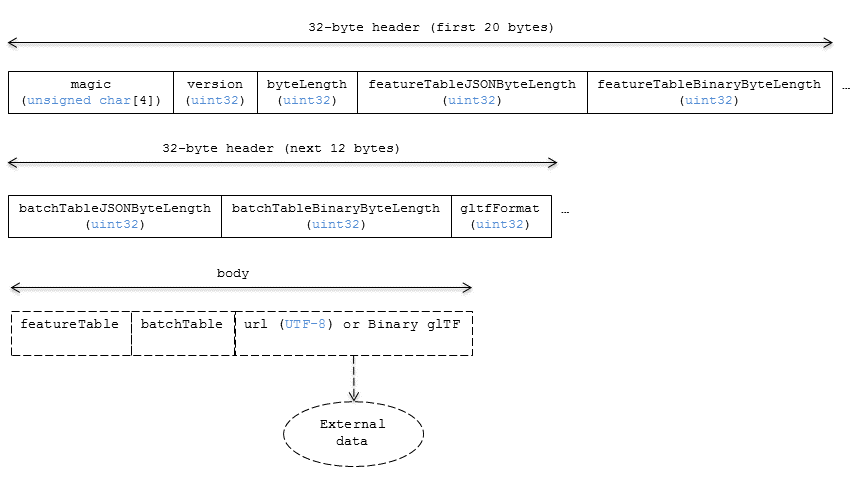 32-byte header (first 20 bytes)
magic version byteLength featureTableJSONByteLength featureTableBinaryByteLength
(unsigned char[4]) (uint32) (uint32) (uint32) (uint32)
…
32-byte header (next 12 bytes)
batchTableJSONByteLength batchTableBinaryByteLength gltfFormat
(uint32) (uint32) (uint32)
…
body
featureTable batchTable url (UTF-8) or Binary glTF
External
data